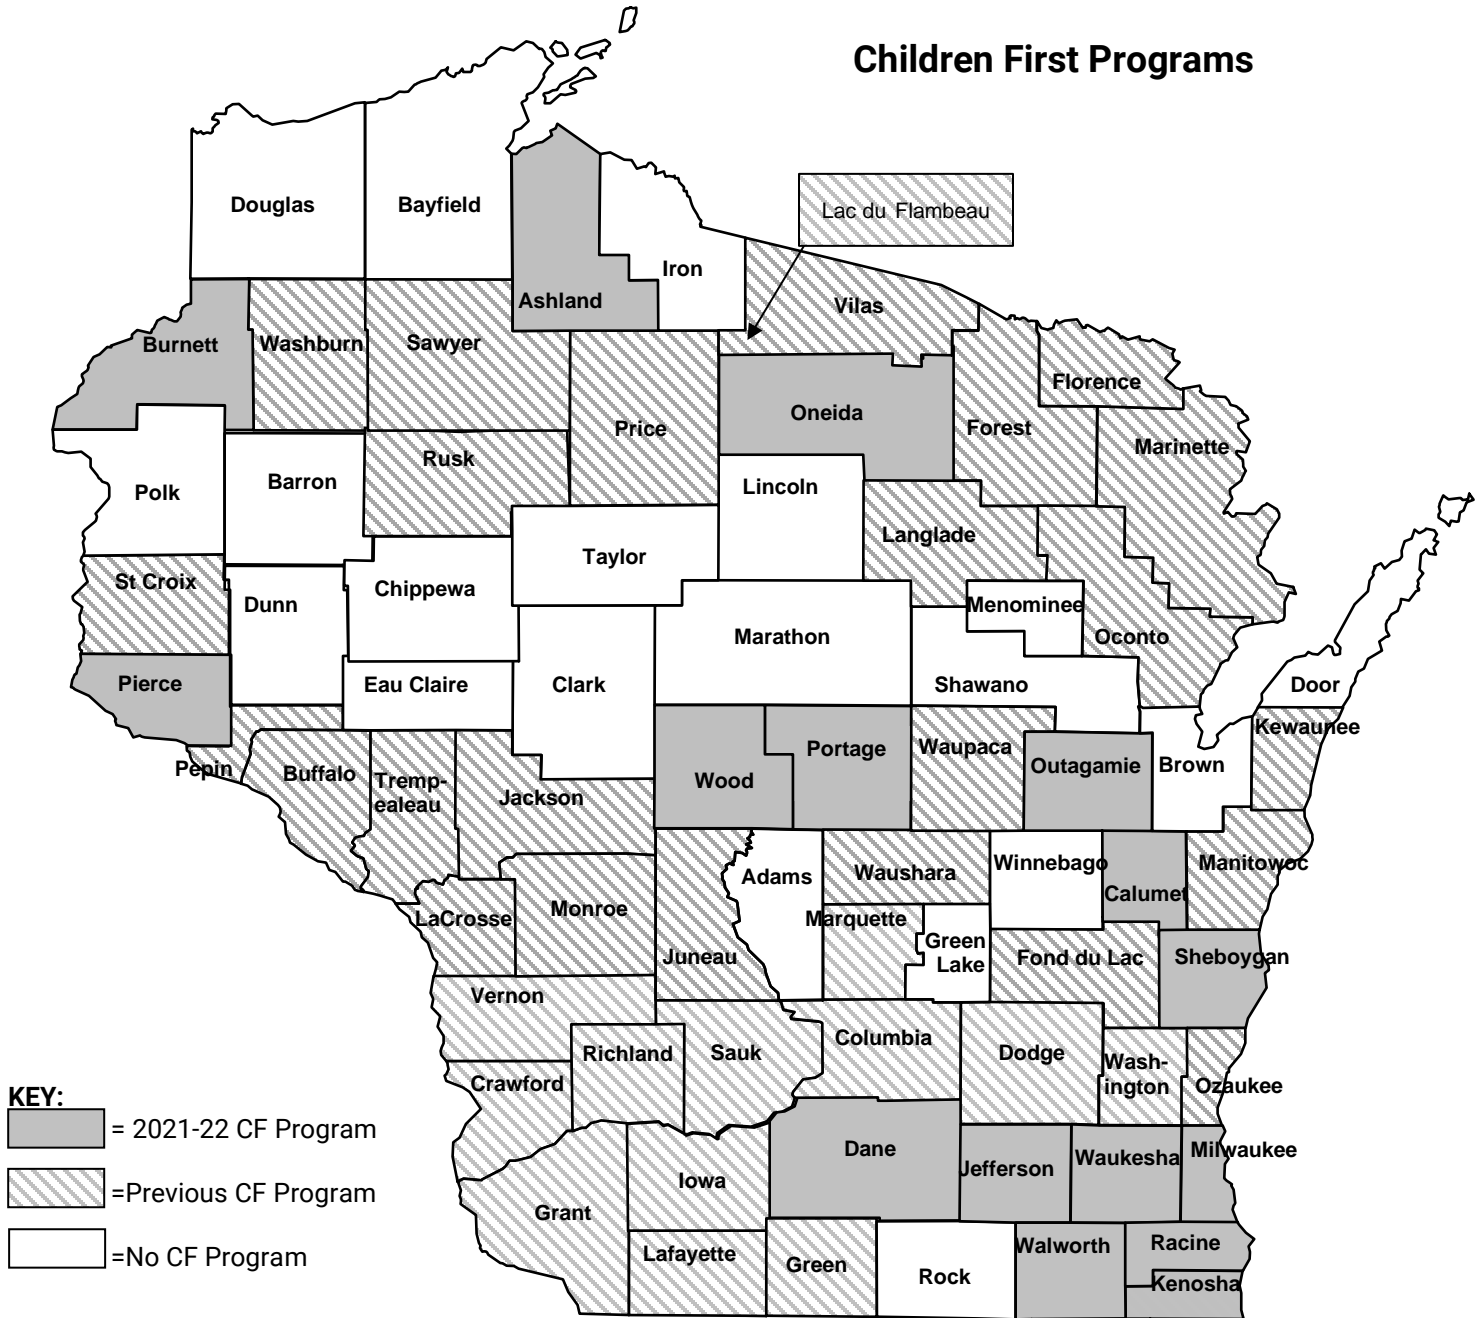 Children First Programs
Lac du Flambeau
Douglas
Bayfield
Iron
Ashland
Vilas
Burnett
Washburn
Sawyer
Florence
Oneida
Price
Forest
Marinette
Rusk
Barron
Lincoln
Polk
Langlade
Taylor
St Croix
Chippewa
Dunn
Menominee
Marathon
Oconto
Pierce
Eau Claire
Clark
Shawano
Door
Kewaunee
Waupaca
Portage
Outagamie
Brown
Pepin
Buffalo
Tremp-
ealeau
Wood
Jackson
Winnebago
Manitowoc
Waushara
Adams
Calumet
Monroe
LaCrosse
Marquette
Green
Lake
Juneau
Fond du Lac
Sheboygan
Vernon
Columbia
Richland
Sauk
Dodge
Wash-
ington
Crawford
Ozaukee
KEY:
= 2021-22 CF Program
=Previous CF Program
=No CF Program
Dane
Milwaukee
Waukesha
Jefferson
Iowa
Grant
Walworth
Racine
Lafayette
Green
Rock
Kenosha